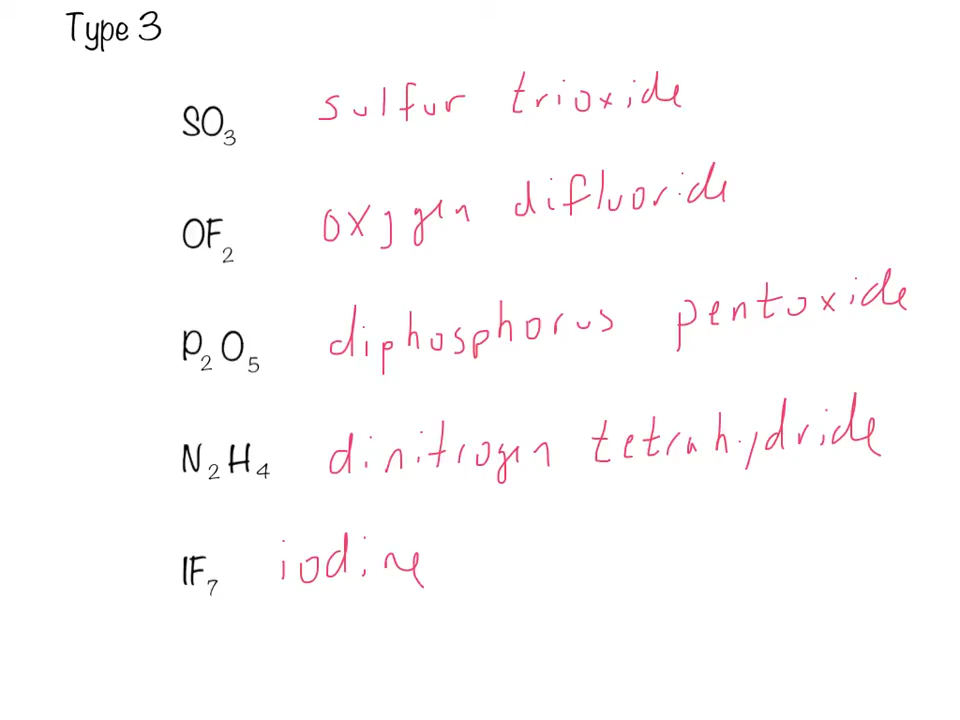 Type 3
SO₃ sulfur trioxide
OF₂ oxygen difluoride
P₂O₅ diphosphorus pentoxide
N₂H₄ dinitrogen tetrahydride
IF₇ iodine